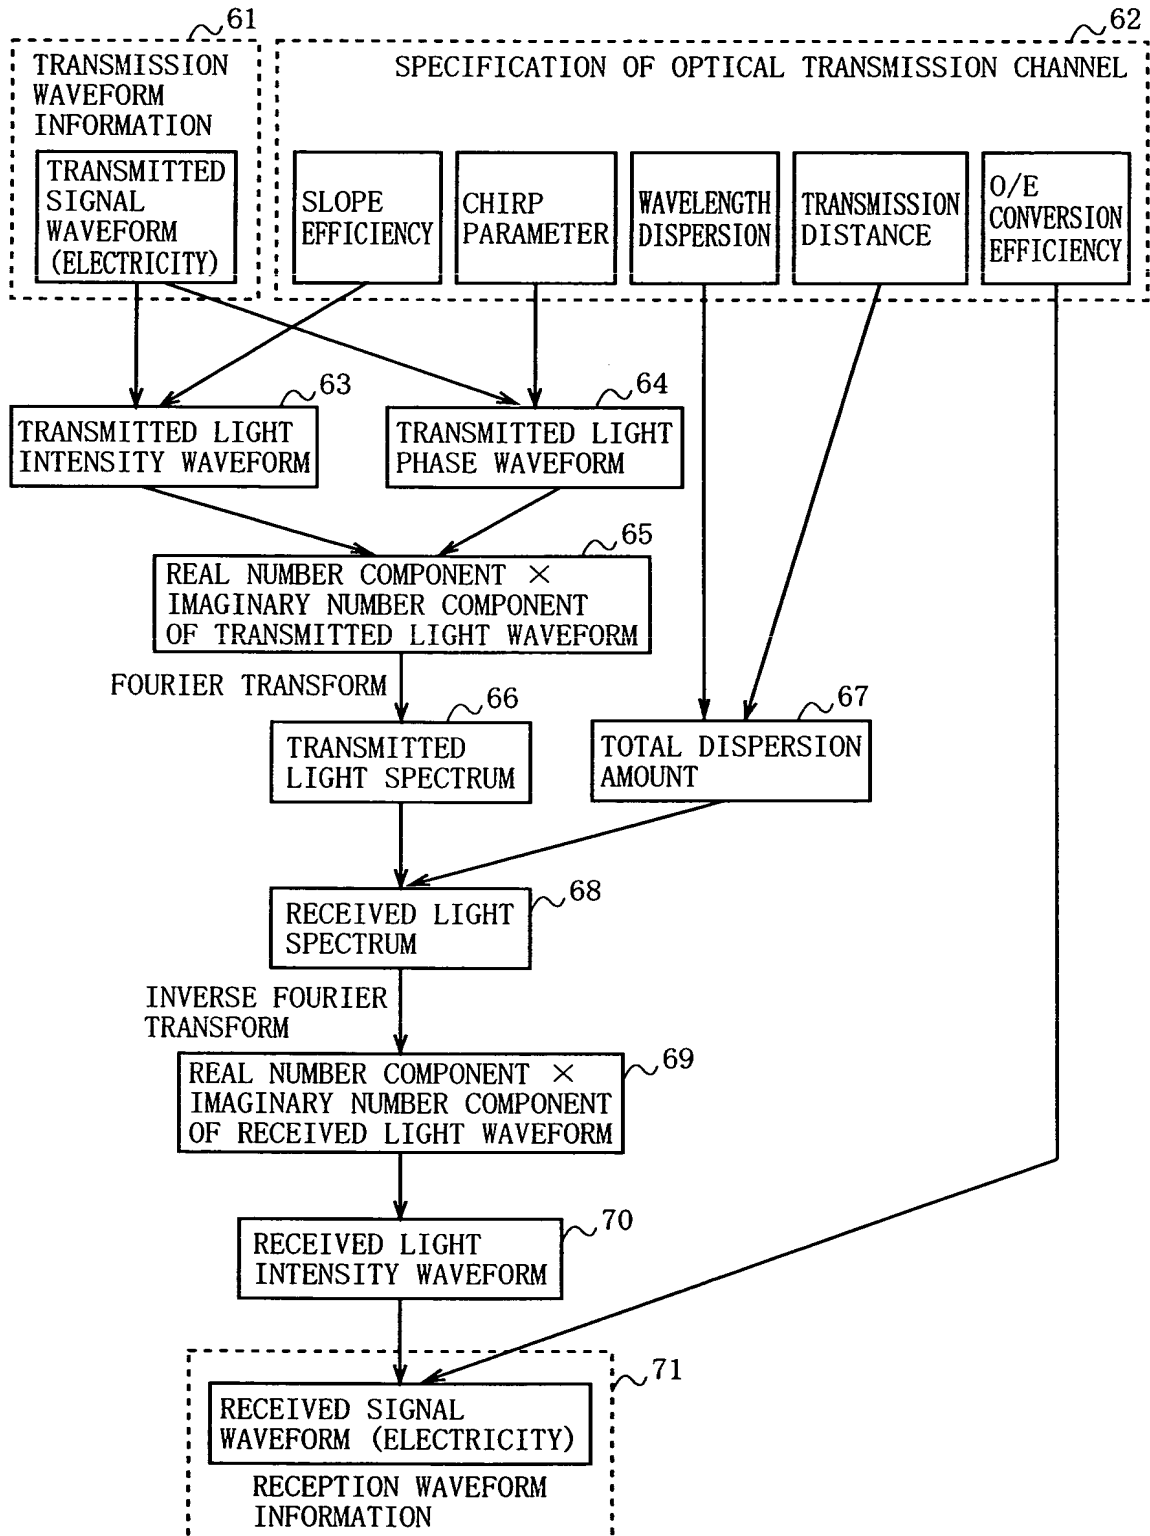 61
62
TRANSMISSION
WAVEFORM
INFORMATION
SPECIFICATION OF OPTICAL TRANSMISSION CHANNEL
TRANSMITTED
SIGNAL
WAVEFORM
(ELECTRICITY)
SLOPE
EFFICIENCY
CHIRP
PARAMETER
WAVELENGTH
DISPERSION
TRANSMISSION
DISTANCE
O/E
CONVERSION
EFFICIENCY
63
TRANSMITTED LIGHT
INTENSITY WAVEFORM
64
TRANSMITTED LIGHT
PHASE WAVEFORM
65
REAL NUMBER COMPONENT ×
IMAGINARY NUMBER COMPONENT
OF TRANSMITTED LIGHT WAVEFORM
FOURIER TRANSFORM
66
TRANSMITTED
LIGHT SPECTRUM
67
TOTAL DISPERSION
AMOUNT
68
RECEIVED LIGHT
SPECTRUM
INVERSE FOURIER
TRANSFORM
69
REAL NUMBER COMPONENT ×
IMAGINARY NUMBER COMPONENT
OF RECEIVED LIGHT WAVEFORM
70
RECEIVED LIGHT
INTENSITY WAVEFORM
71
RECEIVED SIGNAL
WAVEFORM (ELECTRICITY)
RECEPTION WAVEFORM
INFORMATION